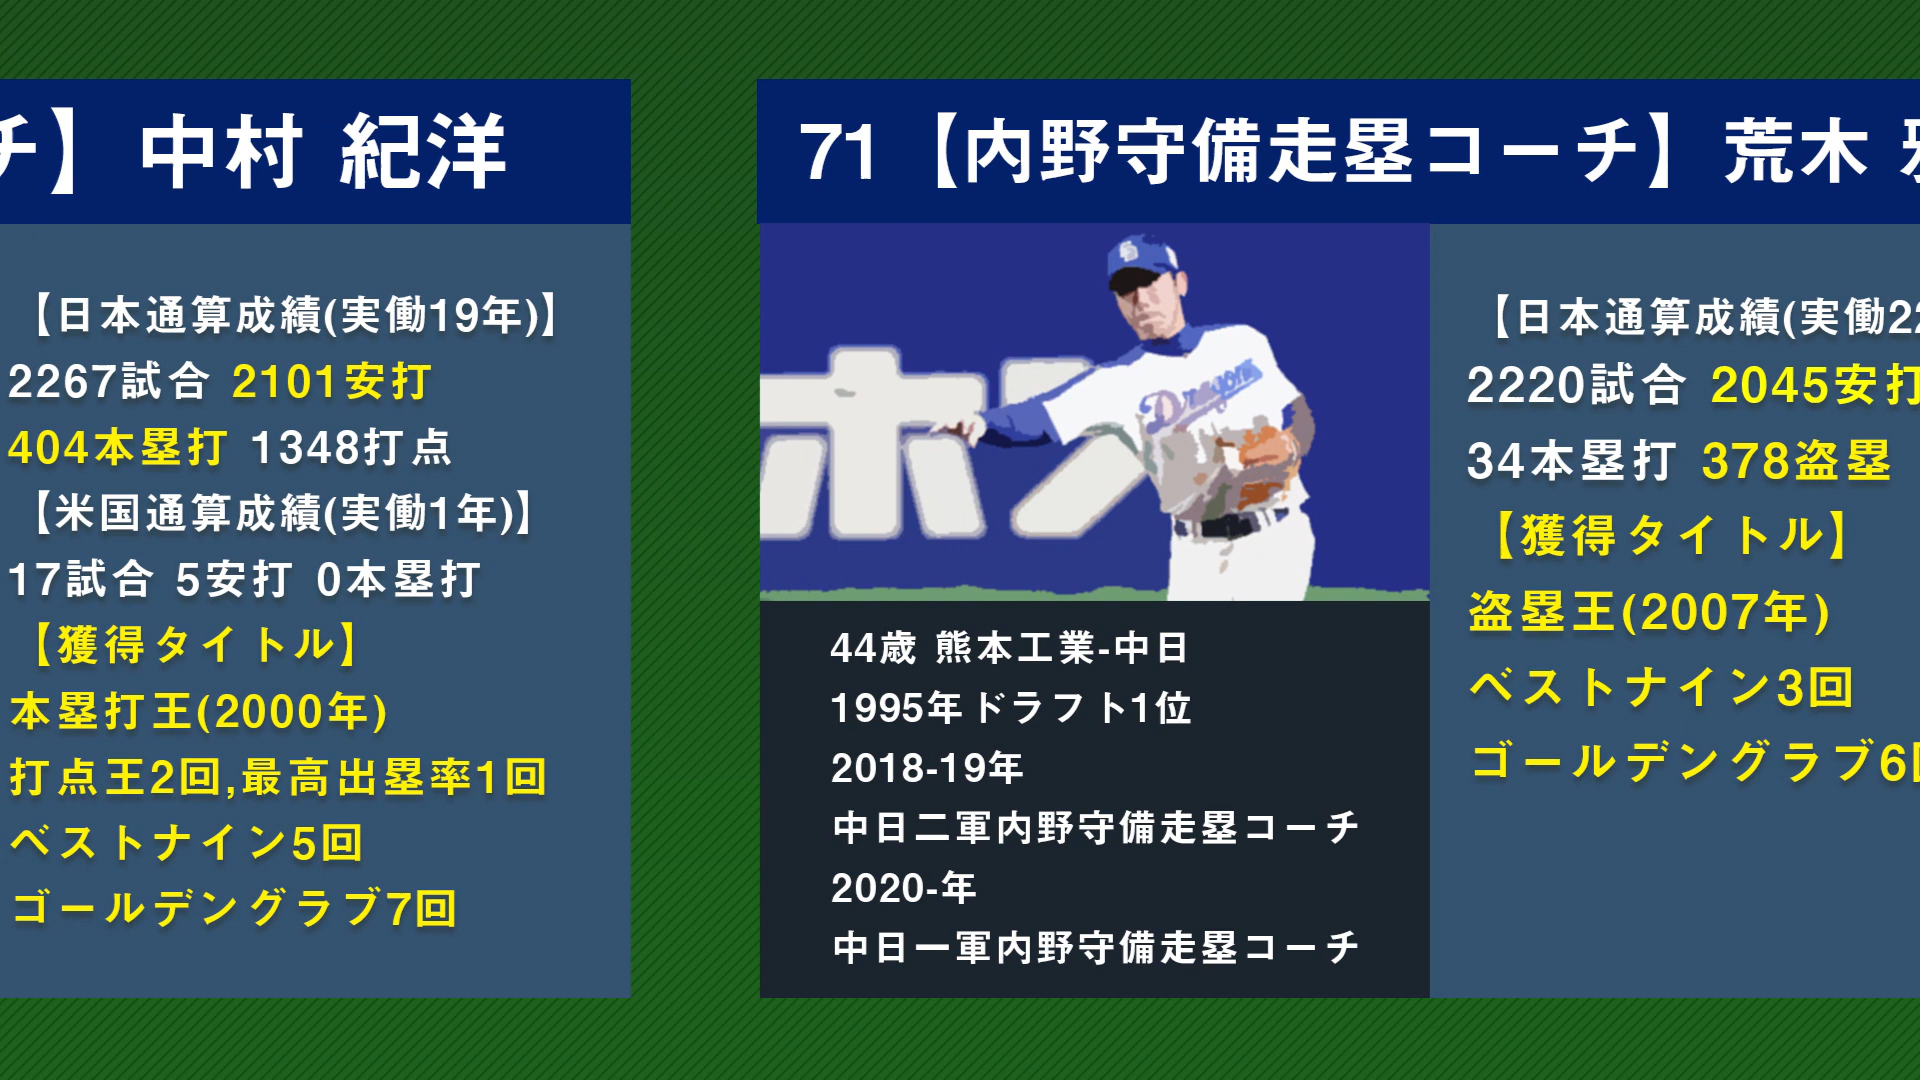 チ】 中村 紀洋
【日本通算成績(実働19年)】
2267試合 2101安打
404本塁打 1348打点
【米国通算成績(実働1年)】
17試合 5安打 0本塁打
【獲得タイトル】
本塁打王(2000年)
打点王2回,最高出塁率1回
ベストナイン5回
ゴールデングラブ7回
71 【内野守備走塁コーチ】 荒木
Dragons
44歳 熊本工業-中日
1995年ドラフト1位
2018-19年
中日二軍内野守備走塁コーチ
2020-年
中日一軍内野守備走塁コーチ
【日本通算成績(実働22
2220試合 2045安打
34本塁打 378盗塁
【獲得タイトル】
盗塁王(2007年)
ベストナイン3回
ゴールデングラブ6回